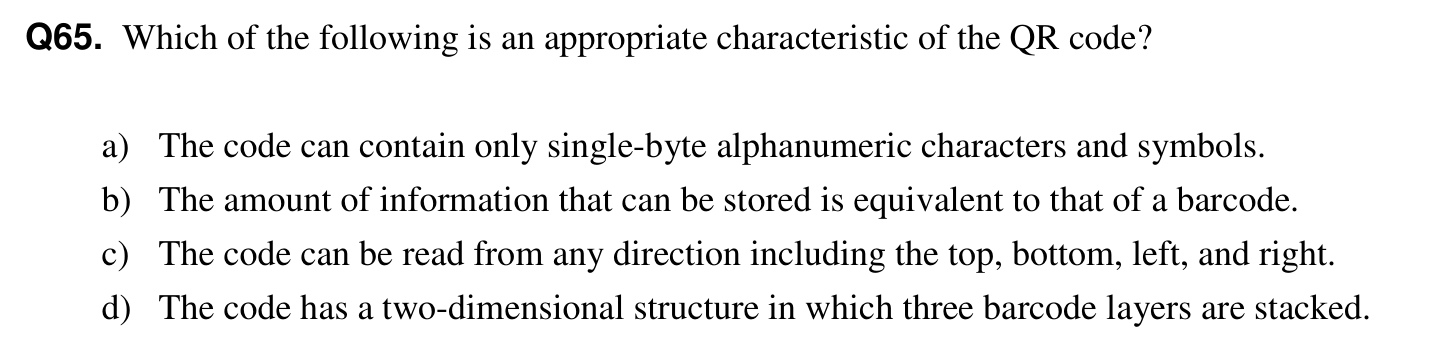 Q65. Which of the following is an appropriate characteristic of the QR code?
a) The code can contain only single-byte alphanumeric characters and symbols.
b) The amount of information that can be stored is equivalent to that of a barcode.
c) The code can be read from any direction including the top, bottom, left, and right.
d) The code has a two-dimensional structure in which three barcode layers are stacked.